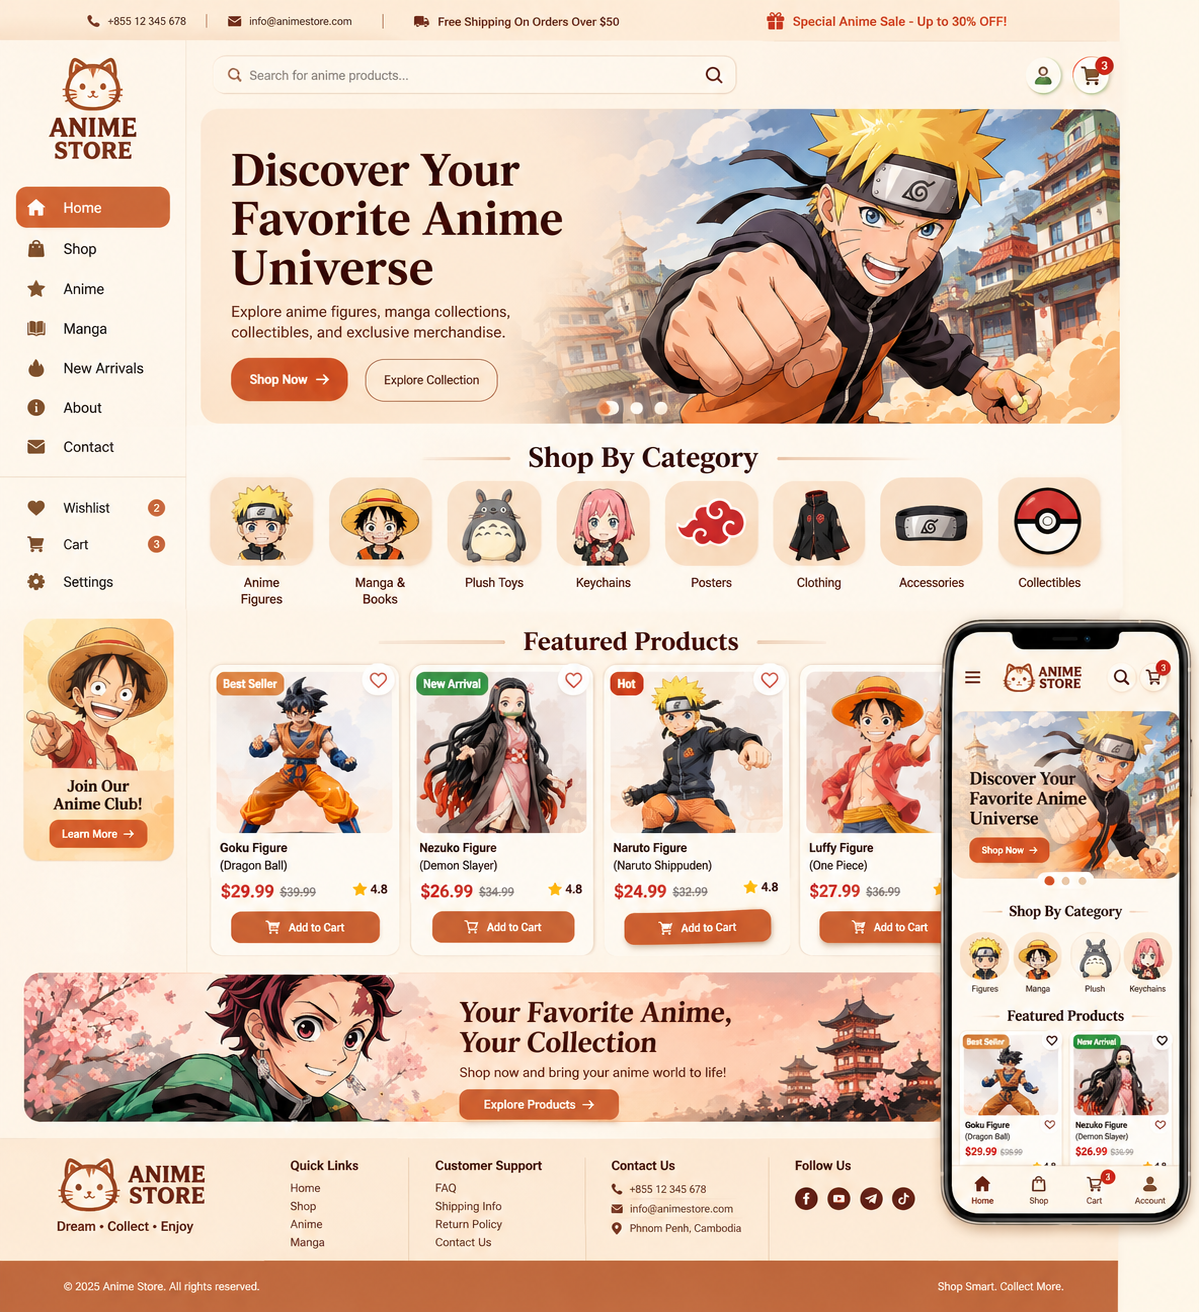 +855 12 345 678
info@animestore.com
Free Shipping On Orders Over $50
Special Anime Sale - Up to 30% OFF!
ANIME
STORE
Search for anime products...
3
Home
Shop
Anime
Manga
New Arrivals
About
Contact
Wishlist
2
Cart
3
Settings
Join Our
Anime Club!
Learn More →
Discover Your
Favorite Anime
Universe
Explore anime figures, manga collections,
collectibles, and exclusive merchandise.
Shop Now →
Explore Collection
Shop By Category
Anime
Figures
Manga &
Books
Plush Toys
Keychains
Posters
Clothing
Accessories
Collectibles
Featured Products
Best Seller
Goku Figure
(Dragon Ball)
$29.99 $39.99 4.8
Add to Cart
New Arrival
Nezuko Figure
(Demon Slayer)
$26.99 $34.99 4.8
Add to Cart
Hot
Naruto Figure
(Naruto Shippuden)
$24.99 $32.99 4.8
Add to Cart
Luffy Figure
(One Piece)
$27.99 $36.99
Add to Cart
Your Favorite Anime,
Your Collection
Shop now and bring your anime world to life!
Explore Products →
ANIME
STORE
3
Discover Your
Favorite Anime
Universe
Shop Now →
Shop By Category
Figures
Manga
Plush
Keychains
Featured Products
Best Seller
Goku Figure
(Dragon Ball)
$29.99
New Arrival
Nezuko Figure
(Demon Slayer)
$26.99 $36.99
Home
Shop
3
Cart
Account
ANIME
STORE
Dream • Collect • Enjoy
Quick Links
Home
Shop
Anime
Manga
Customer Support
FAQ
Shipping Info
Return Policy
Contact Us
Contact Us
+855 12 345 678
info@animestore.com
Phnom Penh, Cambodia
Follow Us
© 2025 Anime Store. All rights reserved.
Shop Smart. Collect More.